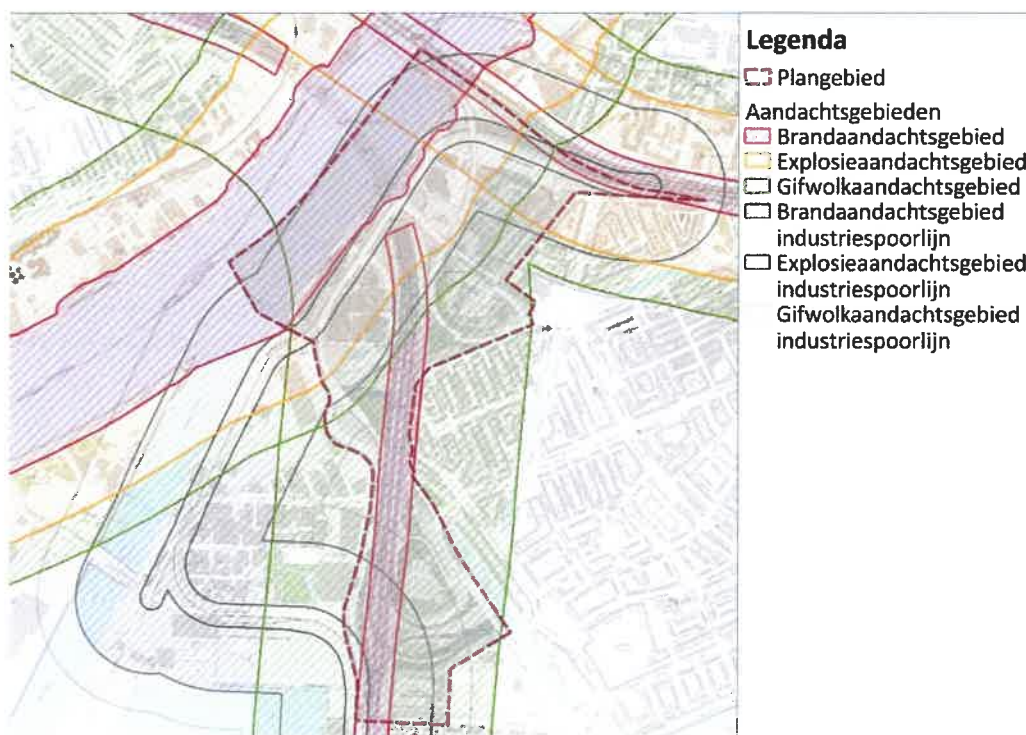 Legenda
Plangebied
Aandachtsgebieden
Brandaandachtsgebied
Explosieaandachtsgebied
Gifwolkaandachtsgebied
Brandaandachtsgebied
industriespoorlijn
Explosieaandachtsgebied
industriespoorlijn
Gifwolkaandachtsgebied
industriespoorlijn